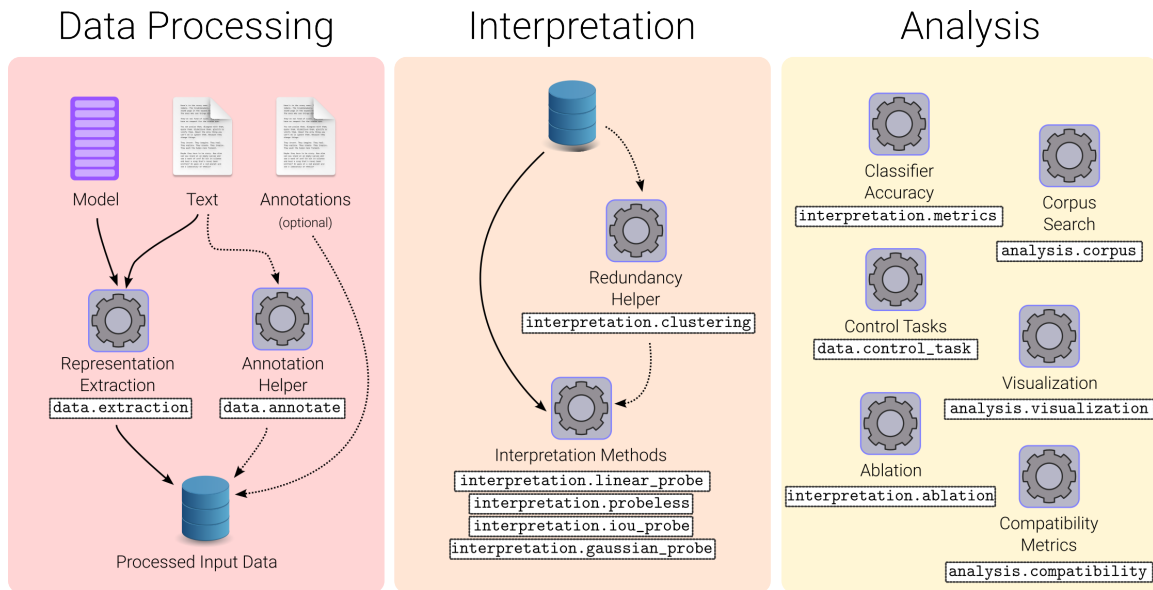 Data Processing
Model
Text
Annotations
(optional)
Representation
Extraction
data.extraction
Annotation
Helper
data.annotate
Processed Input Data
Interpretation
Redundancy
Helper
interpretation.clustering
Interpretation Methods
interpretation.linear_probe
interpretation.probeless
interpretation.iou_probe
interpretation.gaussian_probe
Analysis
Classifier
Accuracy
interpretation.metrics
Corpus
Search
analysis.corpus
Control Tasks
data.control_task
Visualization
analysis.visualization
Ablation
interpretation.ablation
Compatibility
Metrics
analysis.compatibility